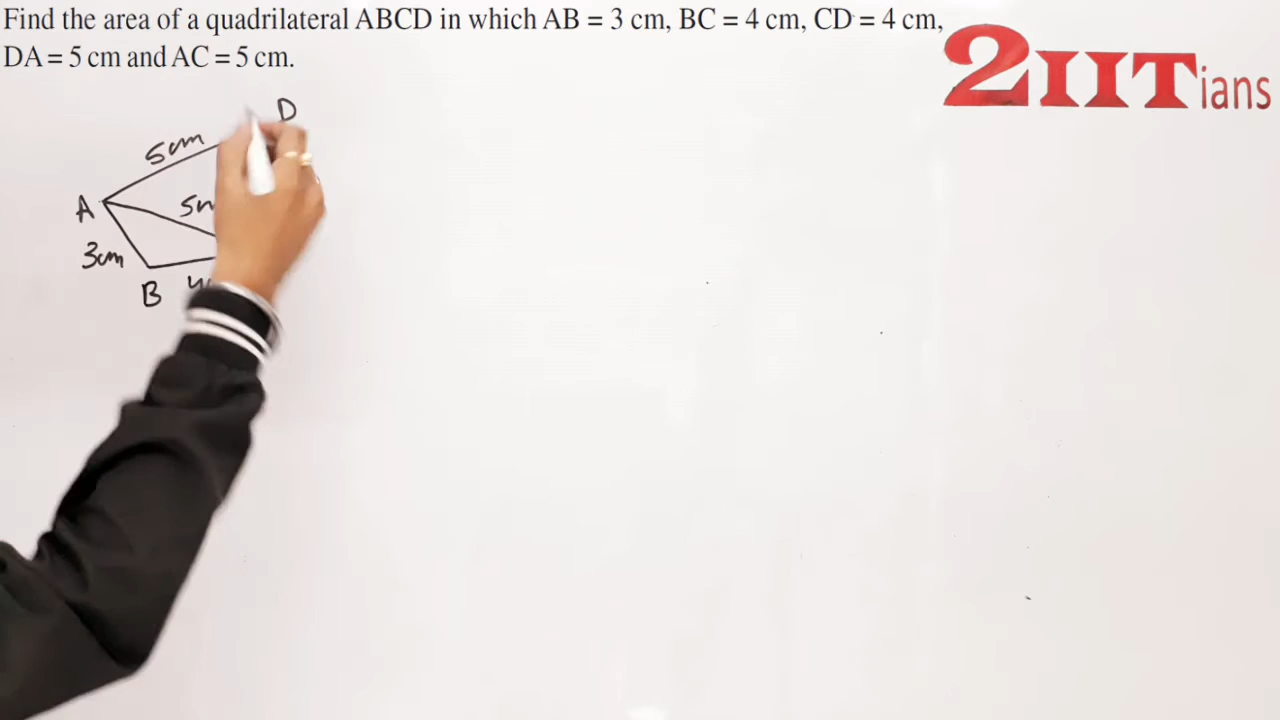 Find the area of a quadrilateral ABCD in which AB = 3 cm, BC = 4 cm, CD = 4 cm,
DA = 5 cm and AC = 5 cm.
2IITians
D
5cm
A
3cm
B